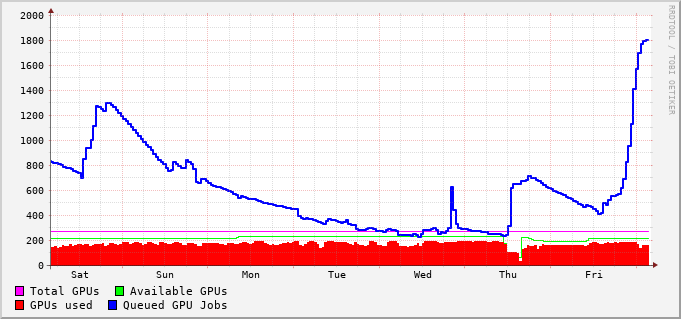 2000
1800
1600
1400
1200
1000
800
600
400
200
0
Sat Sun Mon Tue Wed Thu Fri
Total GPUs Available GPUs
GPUs used Queued GPU Jobs
RRDTOOL / TOBI OETIKER